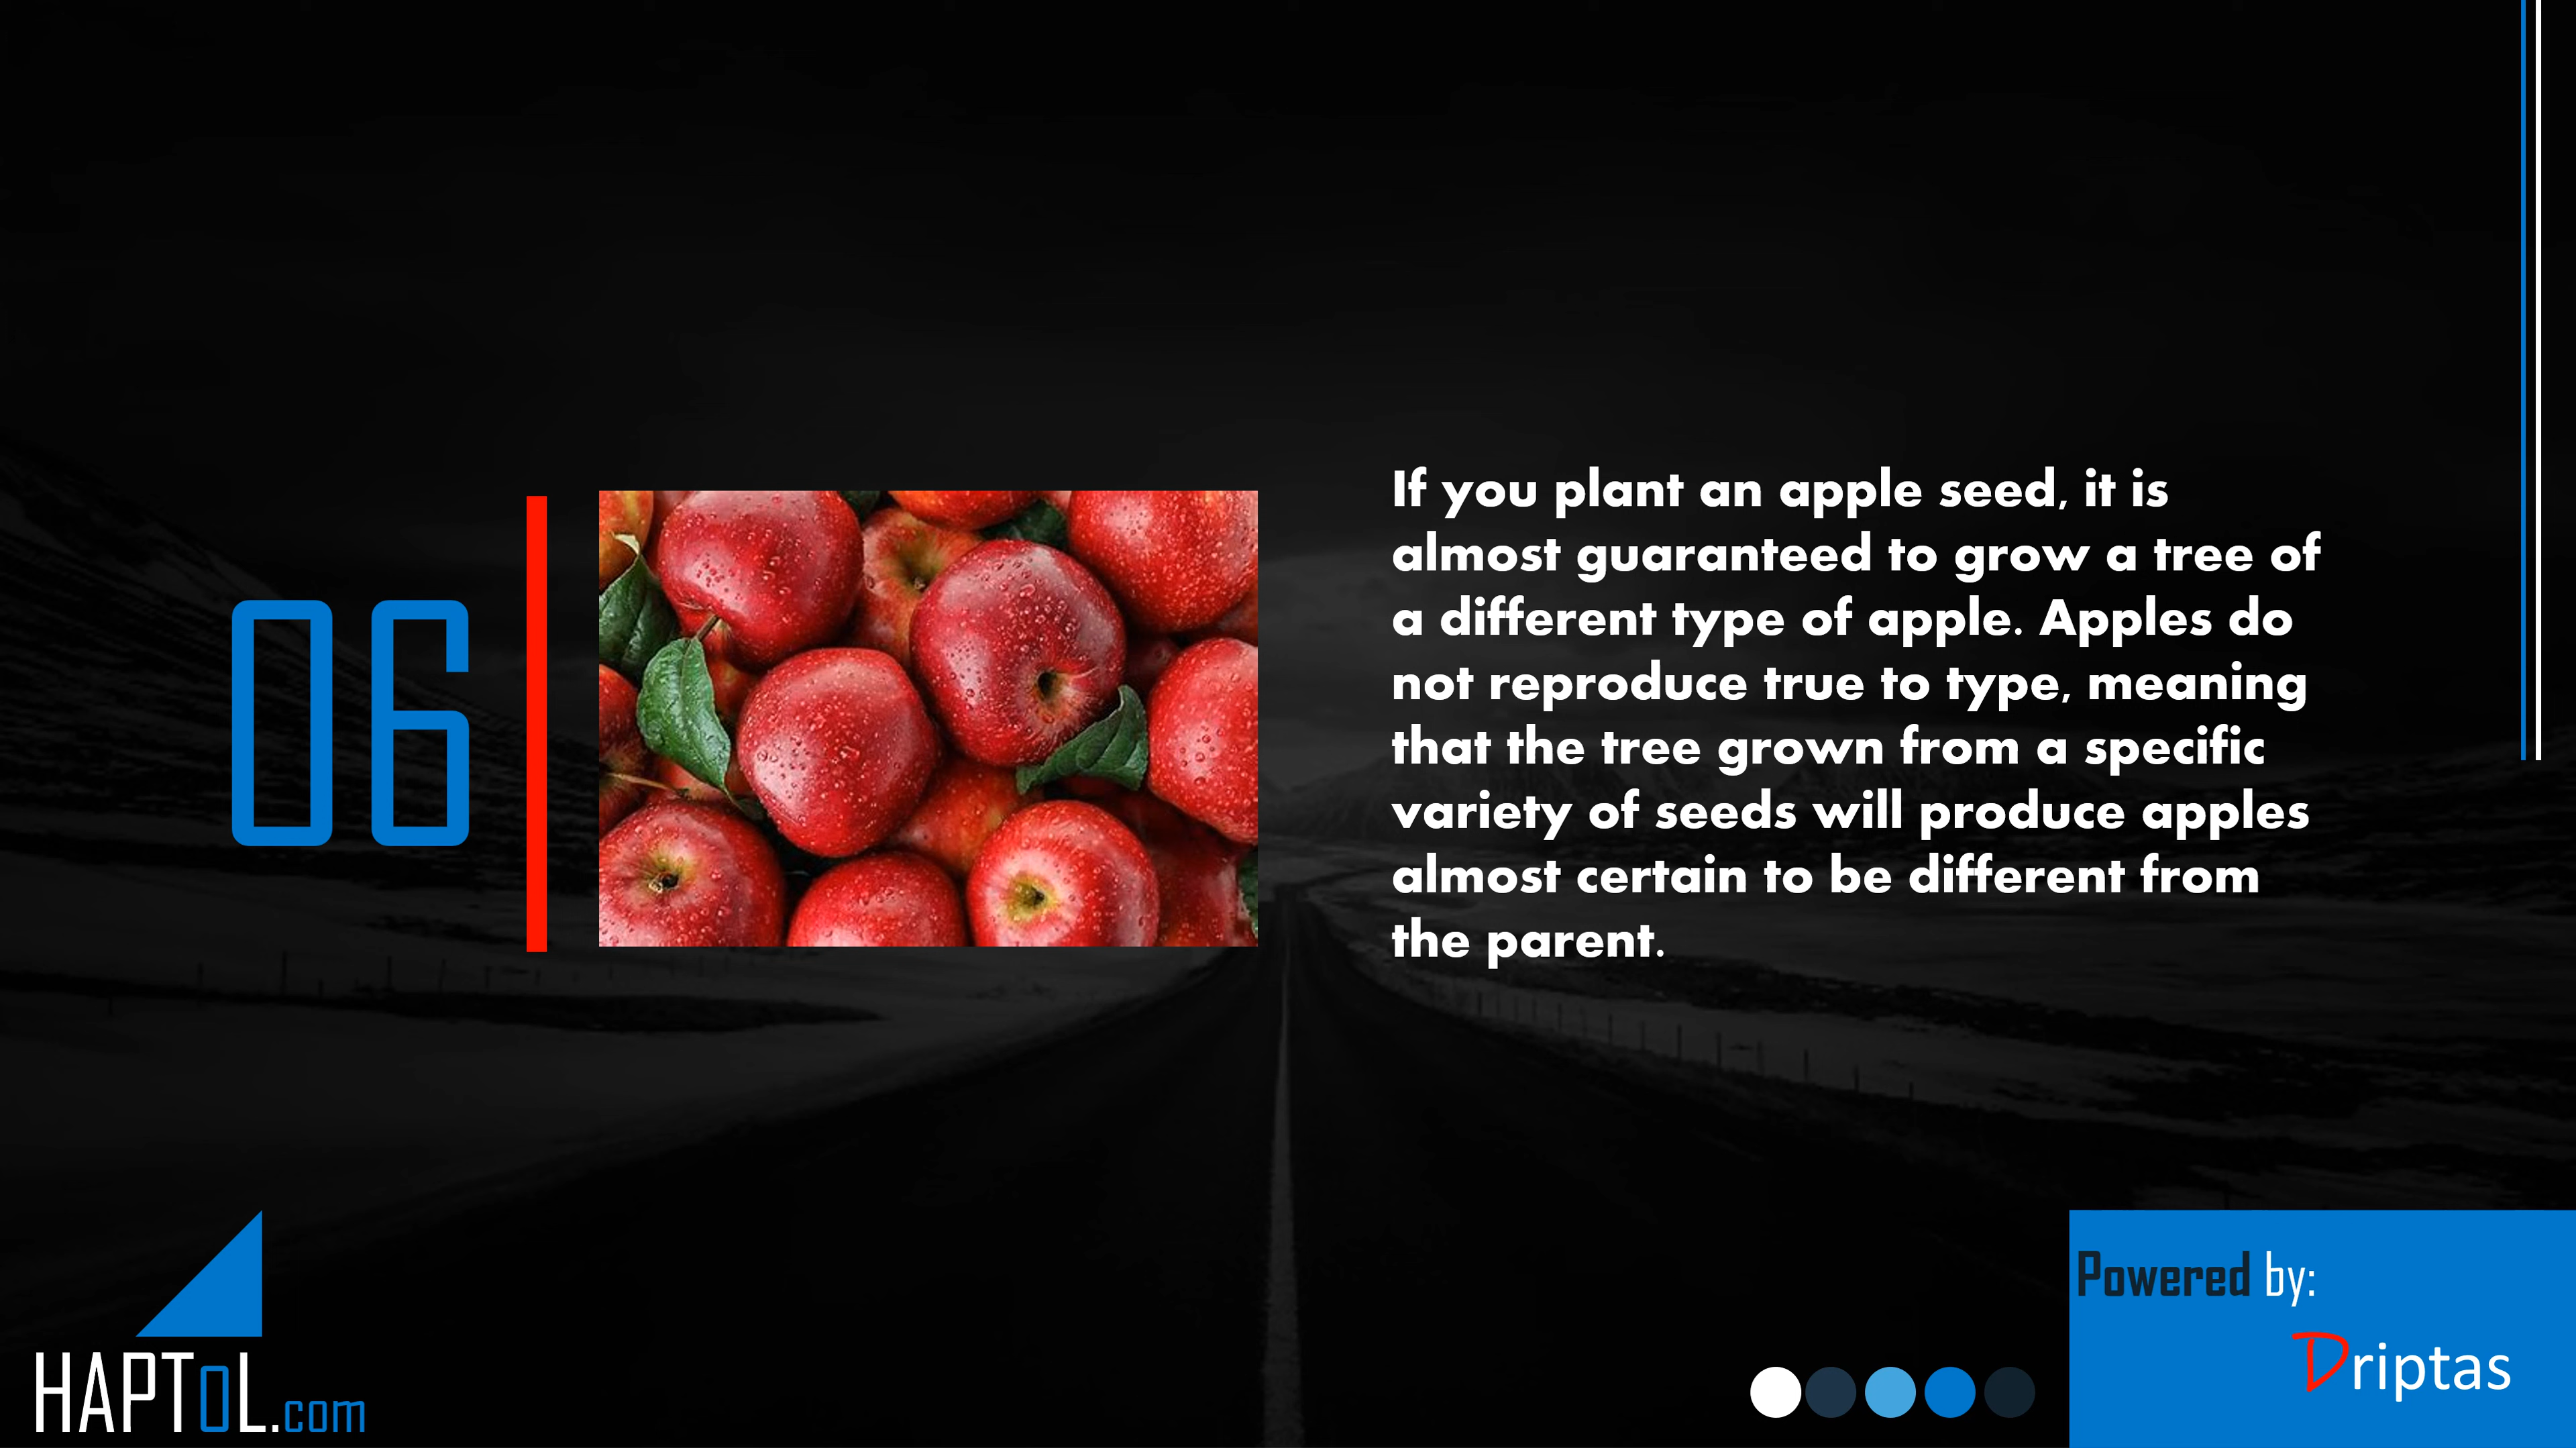 06
If you plant an apple seed, it is
almost guaranteed to grow a tree of
a different type of apple. Apples do
not reproduce true to type, meaning
that the tree grown from a specific
variety of seeds will produce apples
almost certain to be different from
the parent.
HAPToL.com
Powered by:
Driptas